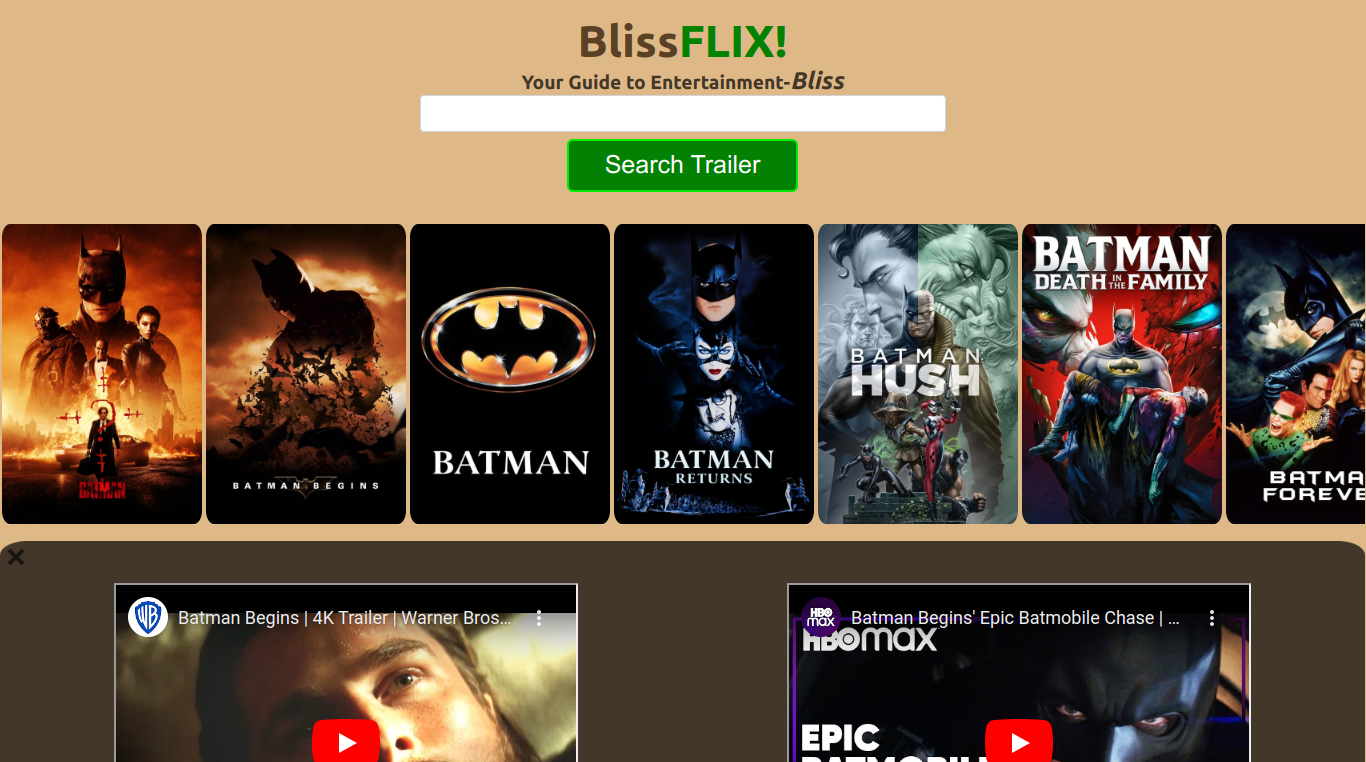 BlissFLIX!
Your Guide to Entertainment-Bliss
Search Trailer
BATMAN
BATMAN BEGINS
BATMAN
BATMAN
RETURNS
BATMAN
HUSH
BATMAN
DEATH IN THE FAMILY
BATMA
FOREVE
WB
Batman Begins | 4K Trailer | Warner Bros...
HBO
max
Batman Begins' Epic Batmobile Chase | ...
HBOmax
EPIC
BATMOBIL